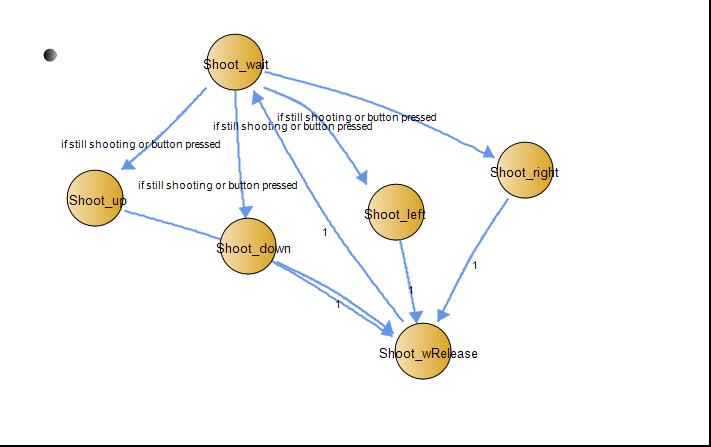 Shoot_wait
if still shooting or button pressed
if still shooting or button pressed
if still shooting or button pressed
Shoot_right
if still shooting or button pressed
Shoot_up
Shoot_left
1
Shoot_down
1
1
1
Shoot_wRelease